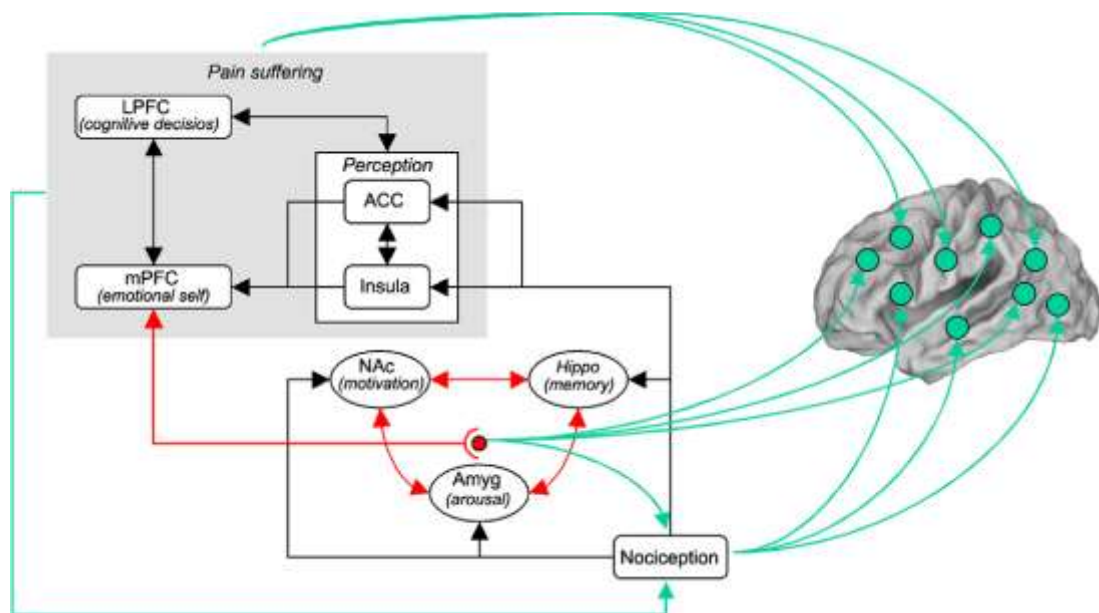 Pain suffering
LPFC
(cognitive decisios)
Perception
ACC
mPFC
(emotional self)
Insula
NAc
(motivation)
Hippo
(memory)
Amyg
(arousal)
Nociception